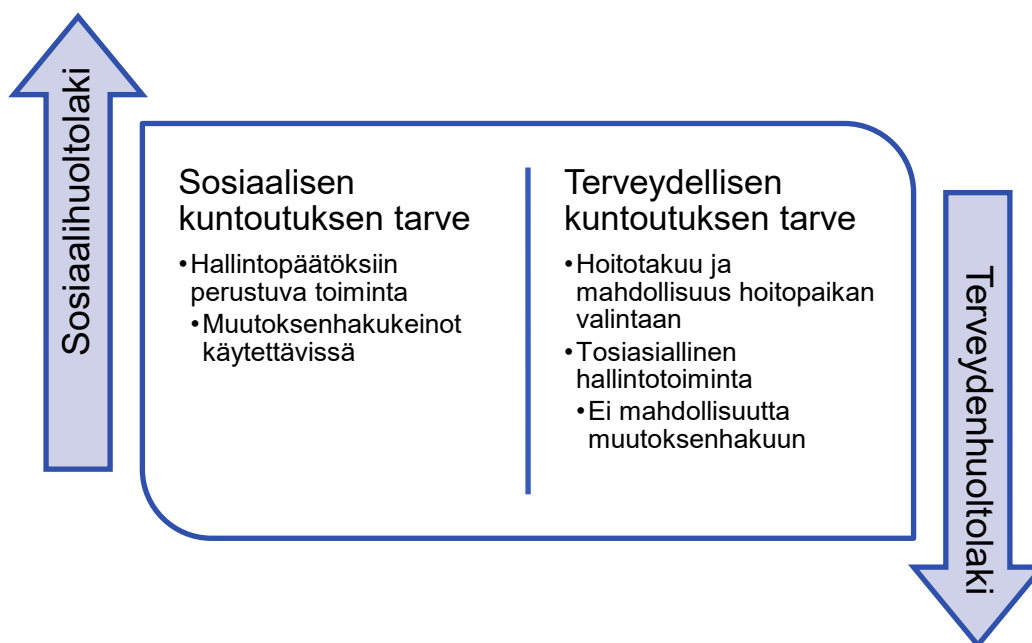 Sosiaalihuoltolaki
Sosiaalisen
kuntoutuksen tarve
•Hallintopäätöksiin
perustuva toiminta
•Muutoksenhakukeinot
käytettävissä
Terveydellisen
kuntoutuksen tarve
•Hoitotakuu ja
mahdollisuus hoitopaikan
valintaan
•Tosiasiallinen
hallintotoiminta
•Ei mahdollisuutta
muutoksenhakuun
Terveydenhuoltolaki